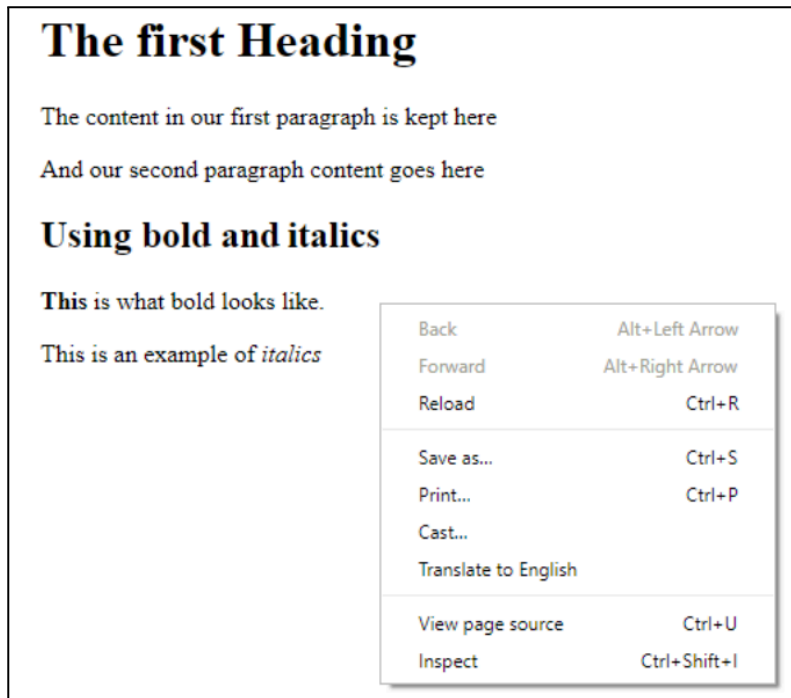 The first Heading
The content in our first paragraph is kept here
And our second paragraph content goes here
Using bold and italics
This is what bold looks like.
This is an example of italics
Back Alt+Left Arrow
Forward Alt+Right Arrow
Reload Ctrl+R
Save as... Ctrl+S
Print... Ctrl+P
Cast...
Translate to English
View page source Ctrl+U
Inspect Ctrl+Shift+I